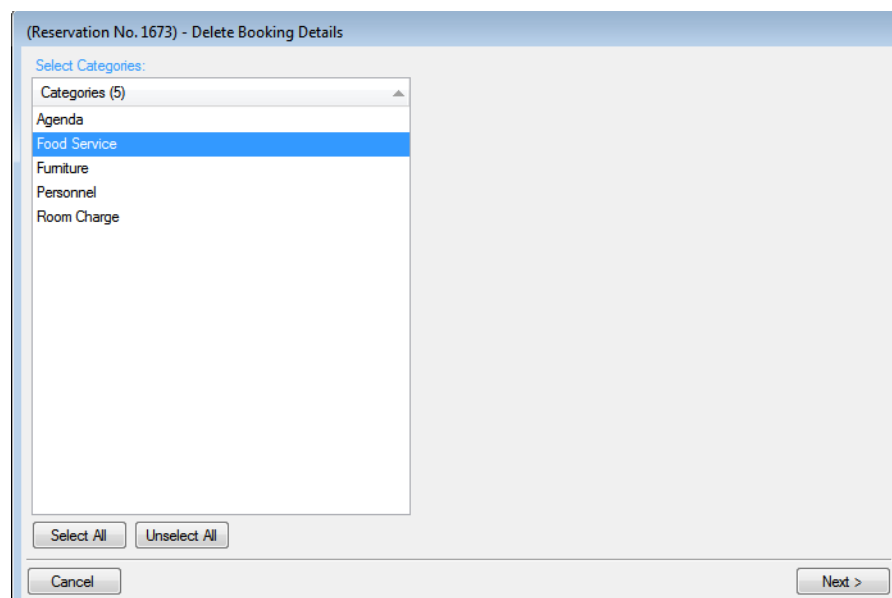 (Reservation No. 1673) - Delete Booking Details
Select Categories:
Categories (5)
Agenda
Food Service
Furniture
Personnel
Room Charge
Select All Unselect All
Cancel Next >